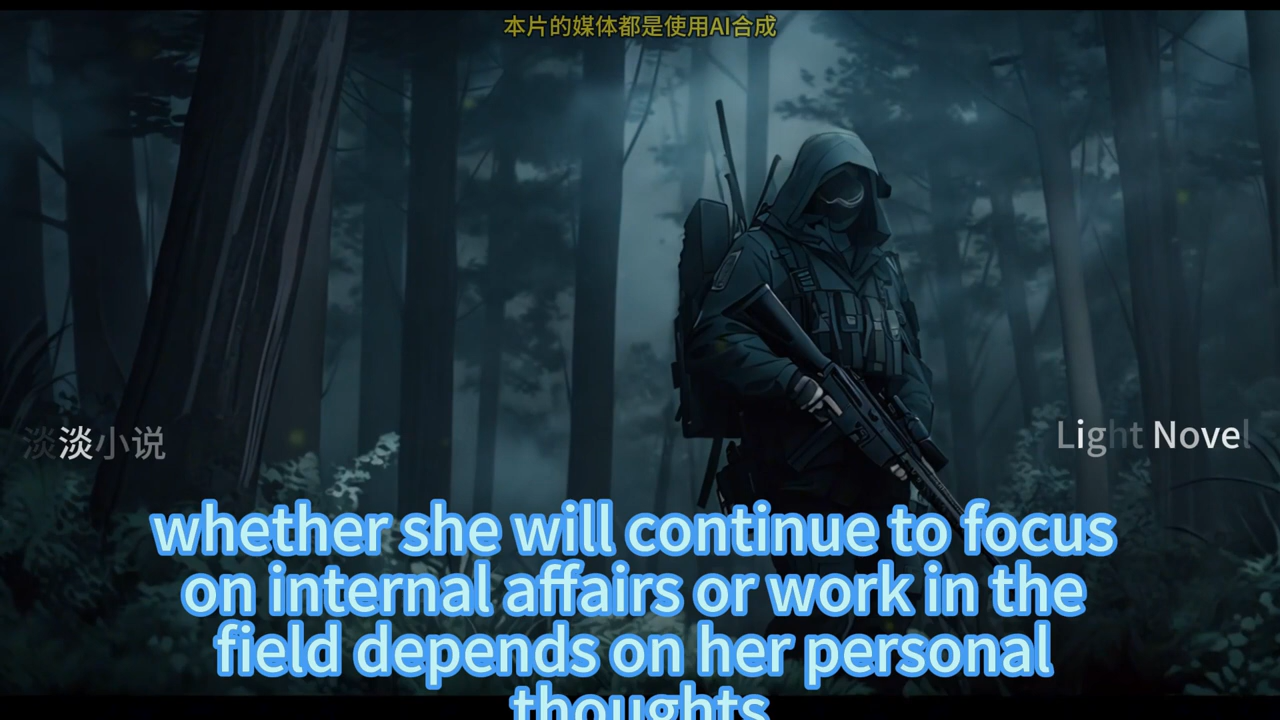 本片的媒体都是使用AI合成
淡淡小说
Light Novel
whether she will continue to focus
on internal affairs or work in the
field depends on her personal
thoughts